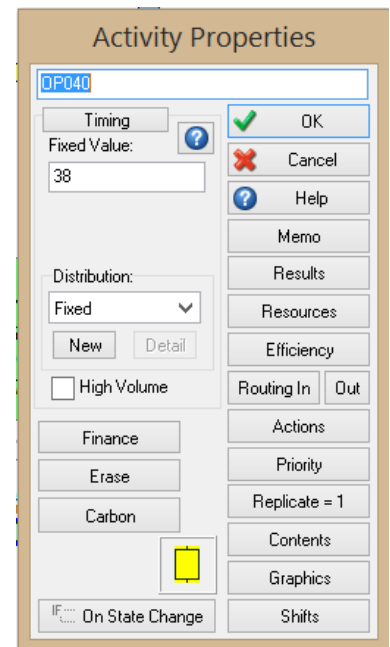 Activity Properties
OP040
Timing
Fixed Value:
38
Distribution:
Fixed
New Detail
High Volume
Finance
Erase
Carbon
IF
On State Change
OK
Cancel
Help
Memo
Results
Resources
Efficiency
Routing In Out
Actions
Priority
Replicate = 1
Contents
Graphics
Shifts